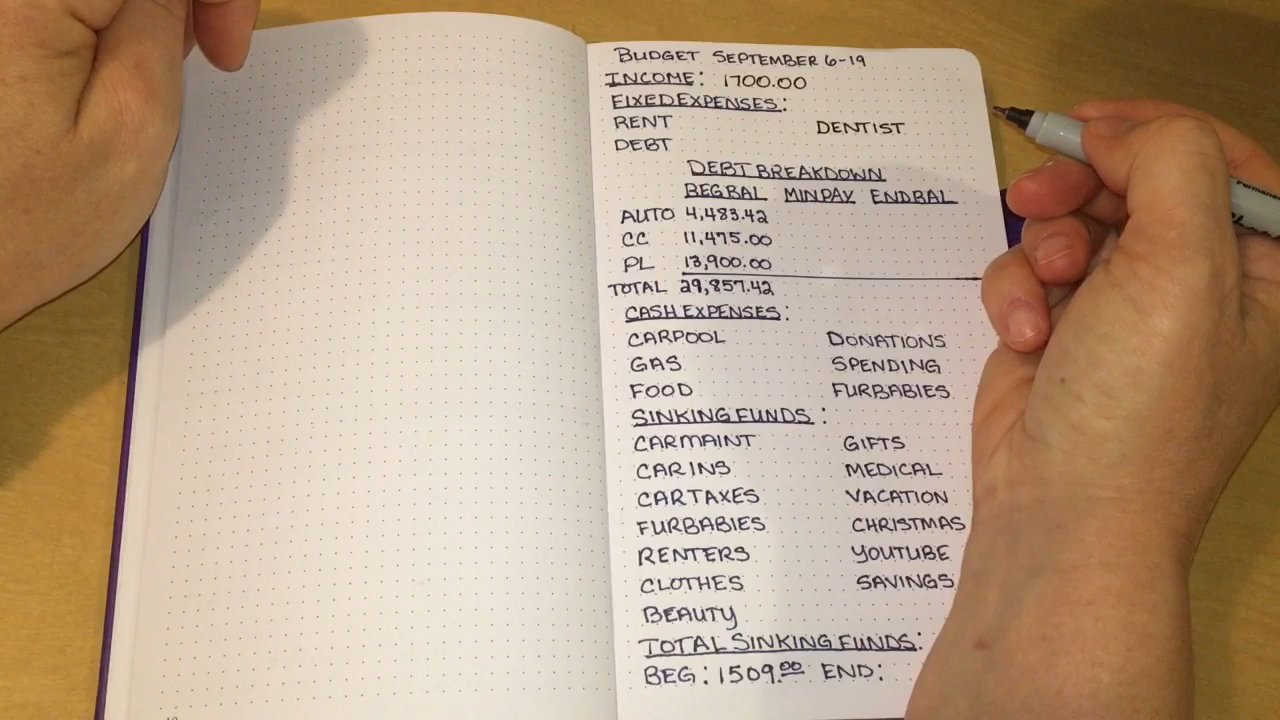 BUDGET SEPTEMBER 6-19
INCOME: 1700.00
FIXED EXPENSES:
RENT DENTIST
DEBT
DEBT BREAKDOWN
BEG BAL MIN PAY END BAL
AUTO 4,483.42
CC 11,475.00
PL 13,900.00
TOTAL 29,857.42
CASH EXPENSES:
CARPOOL DONATIONS
GAS SPENDING
FOOD FURBABIES
SINKING FUNDS:
CAR MAINT GIFTS
CAR INS MEDICAL
CAR TAXES VACATION
FURBABIES CHRISTMAS
RENTERS YOUTUBE
CLOTHES SAVINGS
BEAUTY
TOTAL SINKING FUNDS:
BEG: 1509.00 END: